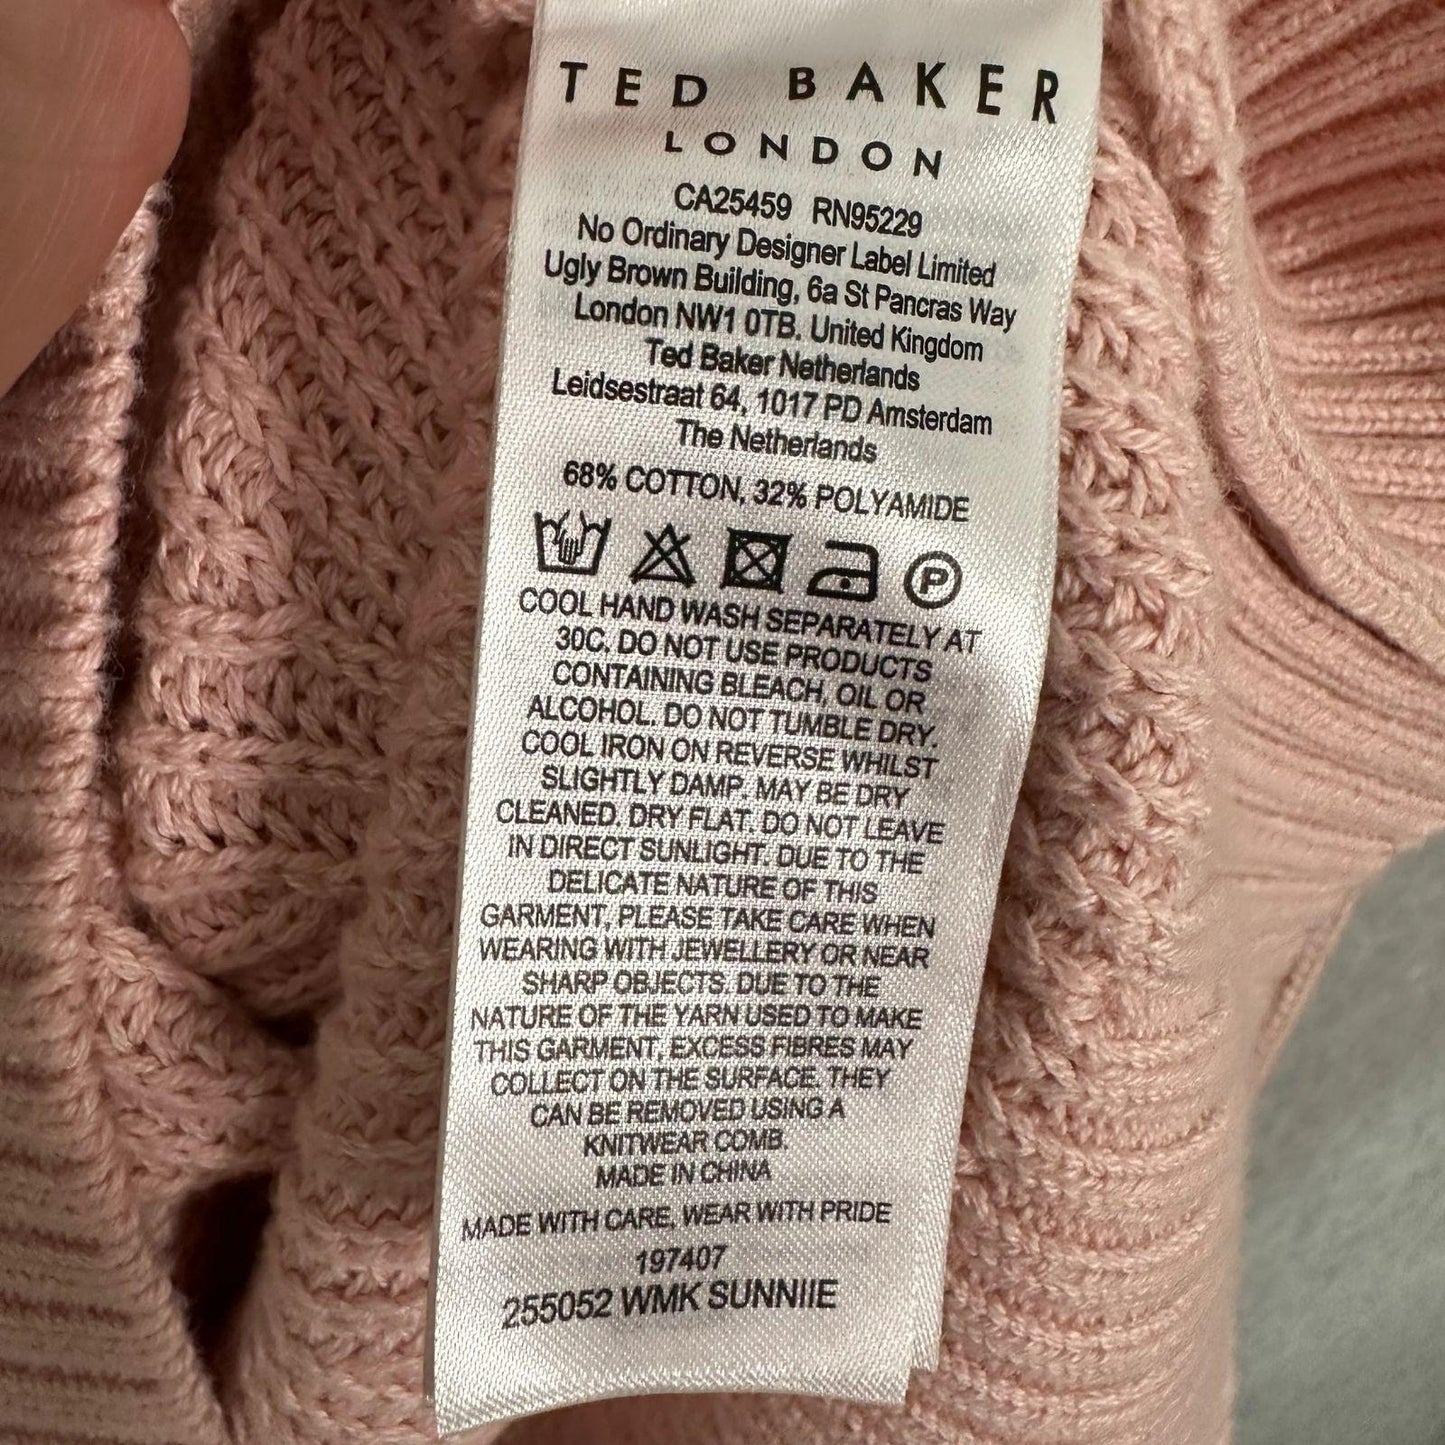 TED BAKER
LONDON
CA25459 RN95229
No Ordinary Designer Label Limited
Ugly Brown Building, 6a St Pancras Way
London NW1 0TB. United Kingdom
Ted Baker Netherlands
Leidsestraat 64, 1017 PD Amsterdam
The Netherlands
68% COTTON, 32% POLYAMIDE
P
COOL HAND WASH SEPARATELY AT
30C. DO NOT USE PRODUCTS
CONTAINING BLEACH, OIL OR
ALCOHOL. DO NOT TUMBLE DRY.
COOL IRON ON REVERSE WHILST
SLIGHTLY DAMP. MAY BE DRY
CLEANED. DRY FLAT. DO NOT LEAVE
IN DIRECT SUNLIGHT. DUE TO THE
DELICATE NATURE OF THIS
GARMENT, PLEASE TAKE CARE WHEN
WEARING WITH JEWELLERY OR NEAR
SHARP OBJECTS. DUE TO THE
NATURE OF THE YARN USED TO MAKE
THIS GARMENT, EXCESS FIBRES MAY
COLLECT ON THE SURFACE. THEY
CAN BE REMOVED USING A
KNITWEAR COMB.
MADE IN CHINA
MADE WITH CARE, WEAR WITH PRIDE
197407
255052 WMK SUNNIIE